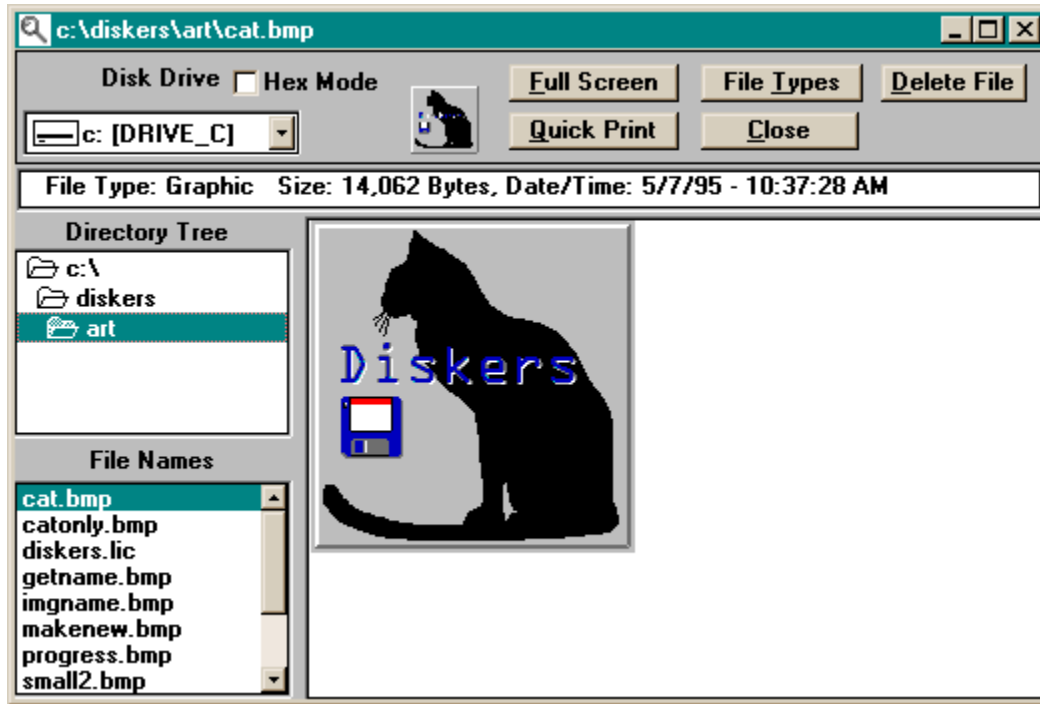 c:\diskers\art\cat.bmp
Disk Drive
Hex Mode
Full Screen
File Types
Delete File
c: [DRIVE_C]
Quick Print
Close
File Type: Graphic   Size: 14,062 Bytes, Date/Time: 5/7/95 - 10:37:28 AM
Directory Tree
c:\
diskers
art
Diskers
File Names
cat.bmp
catonly.bmp
diskers.lic
getname.bmp
imgname.bmp
makenew.bmp
progress.bmp
small2.bmp